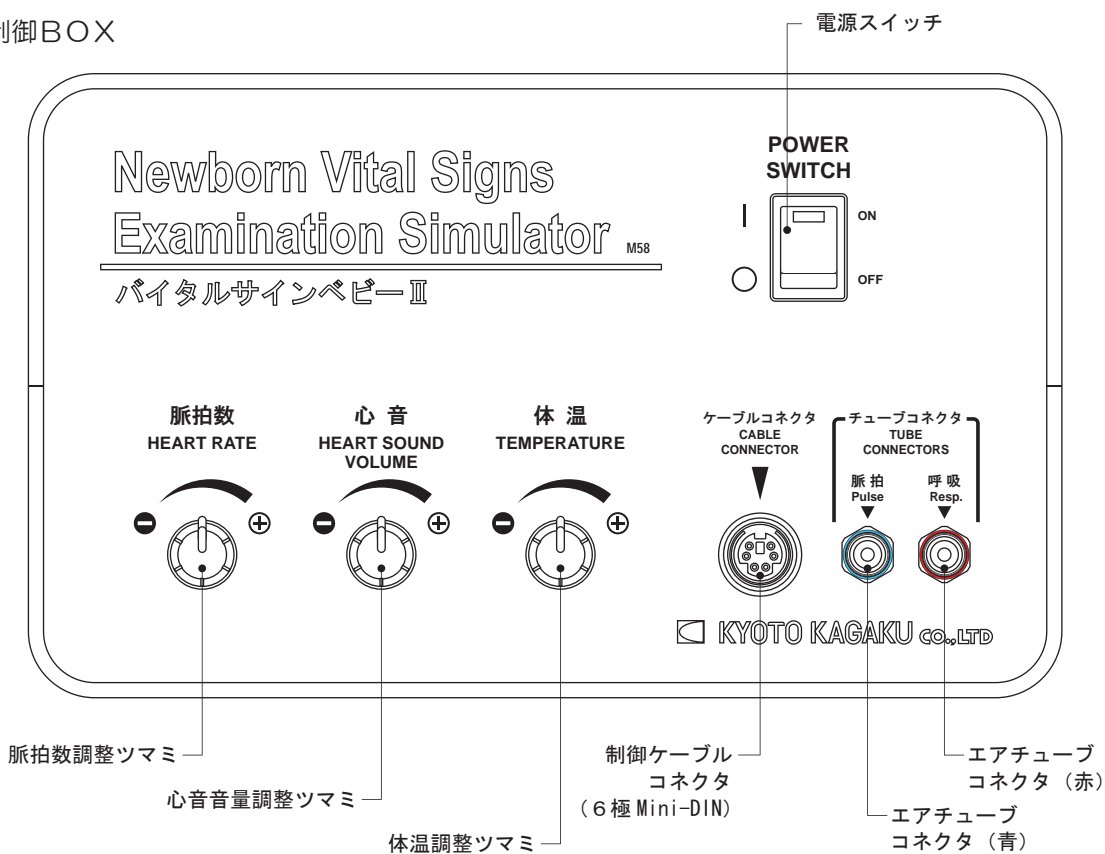 制御BOX
電源スイッチ
Newborn Vital Signs
Examination Simulator M58
バイタルサインベビーⅡ
POWER
SWITCH
ON
OFF
脈拍数
HEART RATE
心 音
HEART SOUND
VOLUME
体 温
TEMPERATURE
ケーブルコネクタ
CABLE
CONNECTOR
チューブコネクタ
TUBE
CONNECTORS
脈 拍
Pulse
呼 吸
Resp.
KYOTO KAGAKU CO.,LTD
脈拍数調整ツマミ
心音音量調整ツマミ
体温調整ツマミ
制御ケーブル
コネクタ
(6極 Mini-DIN)
エアチューブ
コネクタ（青）
エアチューブ
コネクタ（赤）